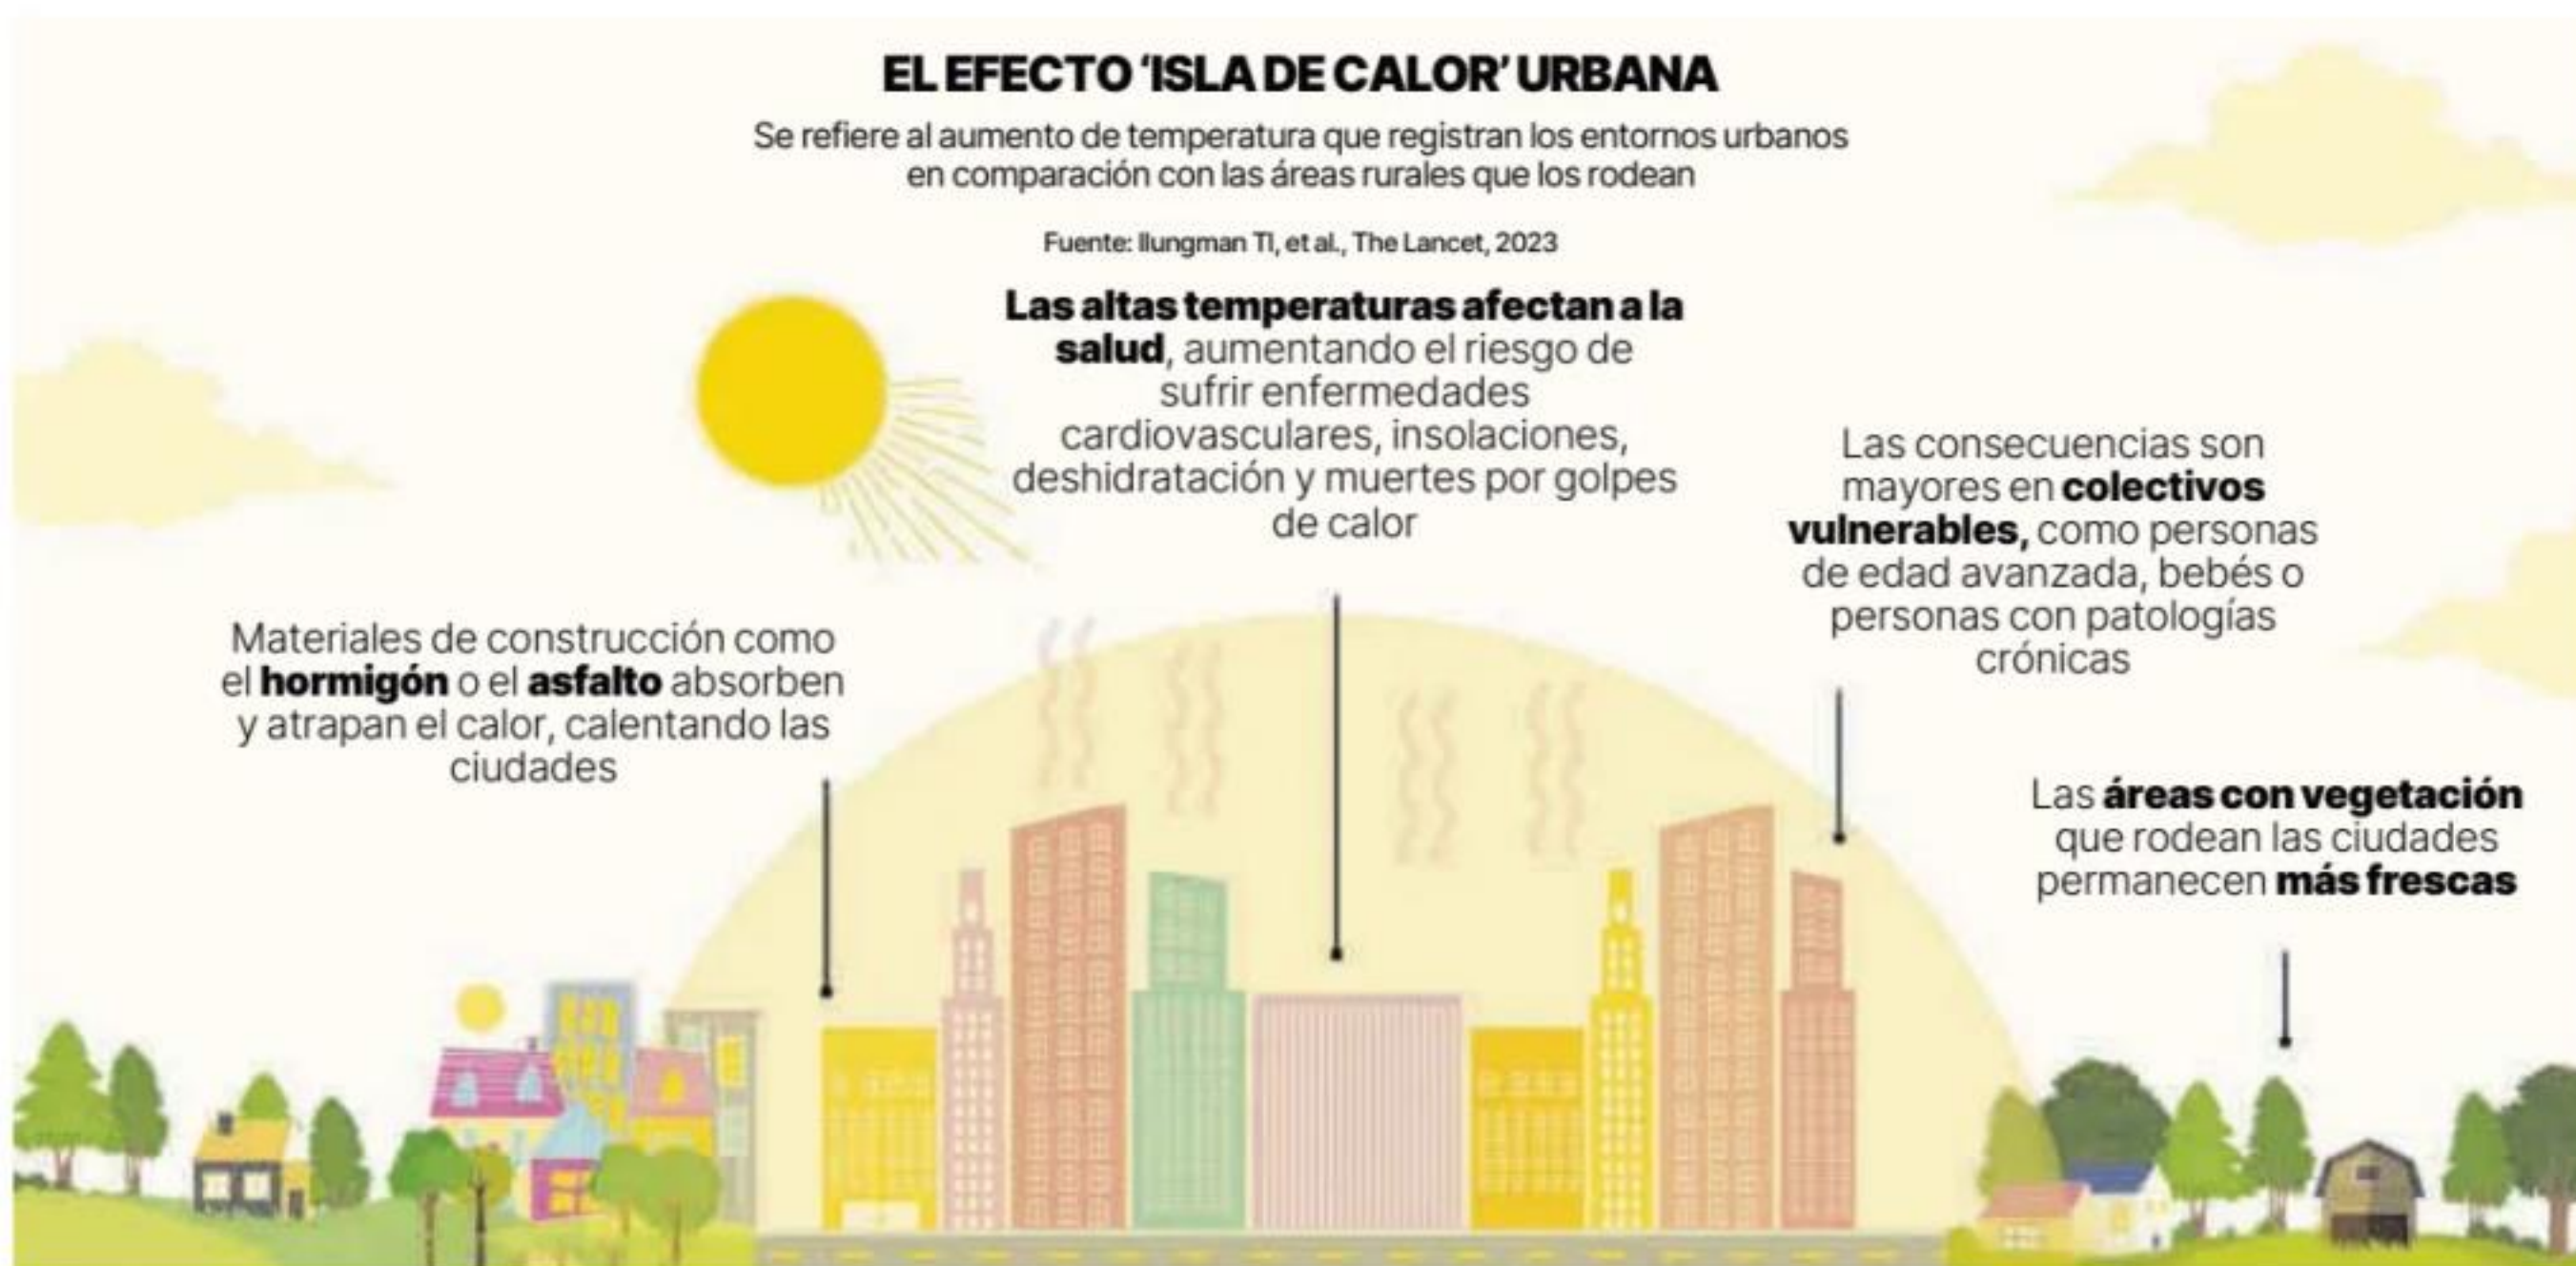 EL EFECTO ‘ISLA DE CALOR’ URBANA
Se refiere al aumento de temperatura que registran los entornos urbanos
en comparación con las áreas rurales que los rodean
Fuente: Ilungman TI, et al., The Lancet, 2023
Las altas temperaturas afectan a la
salud, aumentando el riesgo de
sufrir enfermedades
cardiovasculares, insolaciones,
deshidratación y muertes por golpes
de calor
Las consecuencias son
mayores en colectivos
vulnerables, como personas
de edad avanzada, bebés o
personas con patologías
crónicas
Materiales de construcción como
el hormigón o el asfalto absorben
y atrapan el calor, calentando las
ciudades
Las áreas con vegetación
que rodean las ciudades
permanecen más frescas